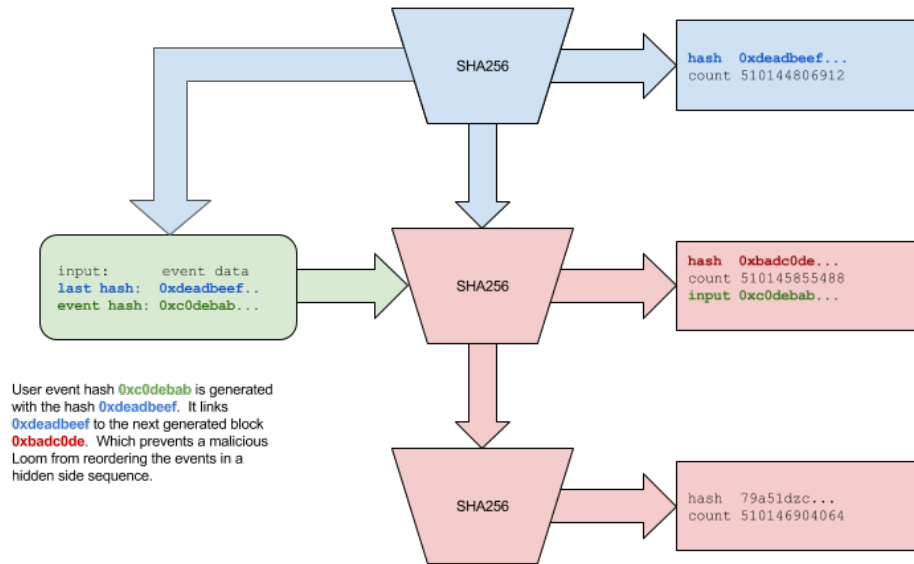 SHA256
hash  0xdeadbeef...
count 510144806912
input:      event data
last hash:  0xdeadbeef..
event hash: 0xc0debab...
SHA256
hash  0xbadc0de...
count 510145855488
input 0xc0debab...
User event hash 0xc0debab is generated
with the hash 0xdeadbeef.  It links
0xdeadbeef to the next generated block
0xbadc0de.  Which prevents a malicious
Loom from reordering the events in a
hidden side sequence.
SHA256
hash  79a51dzc...
count 510146904064